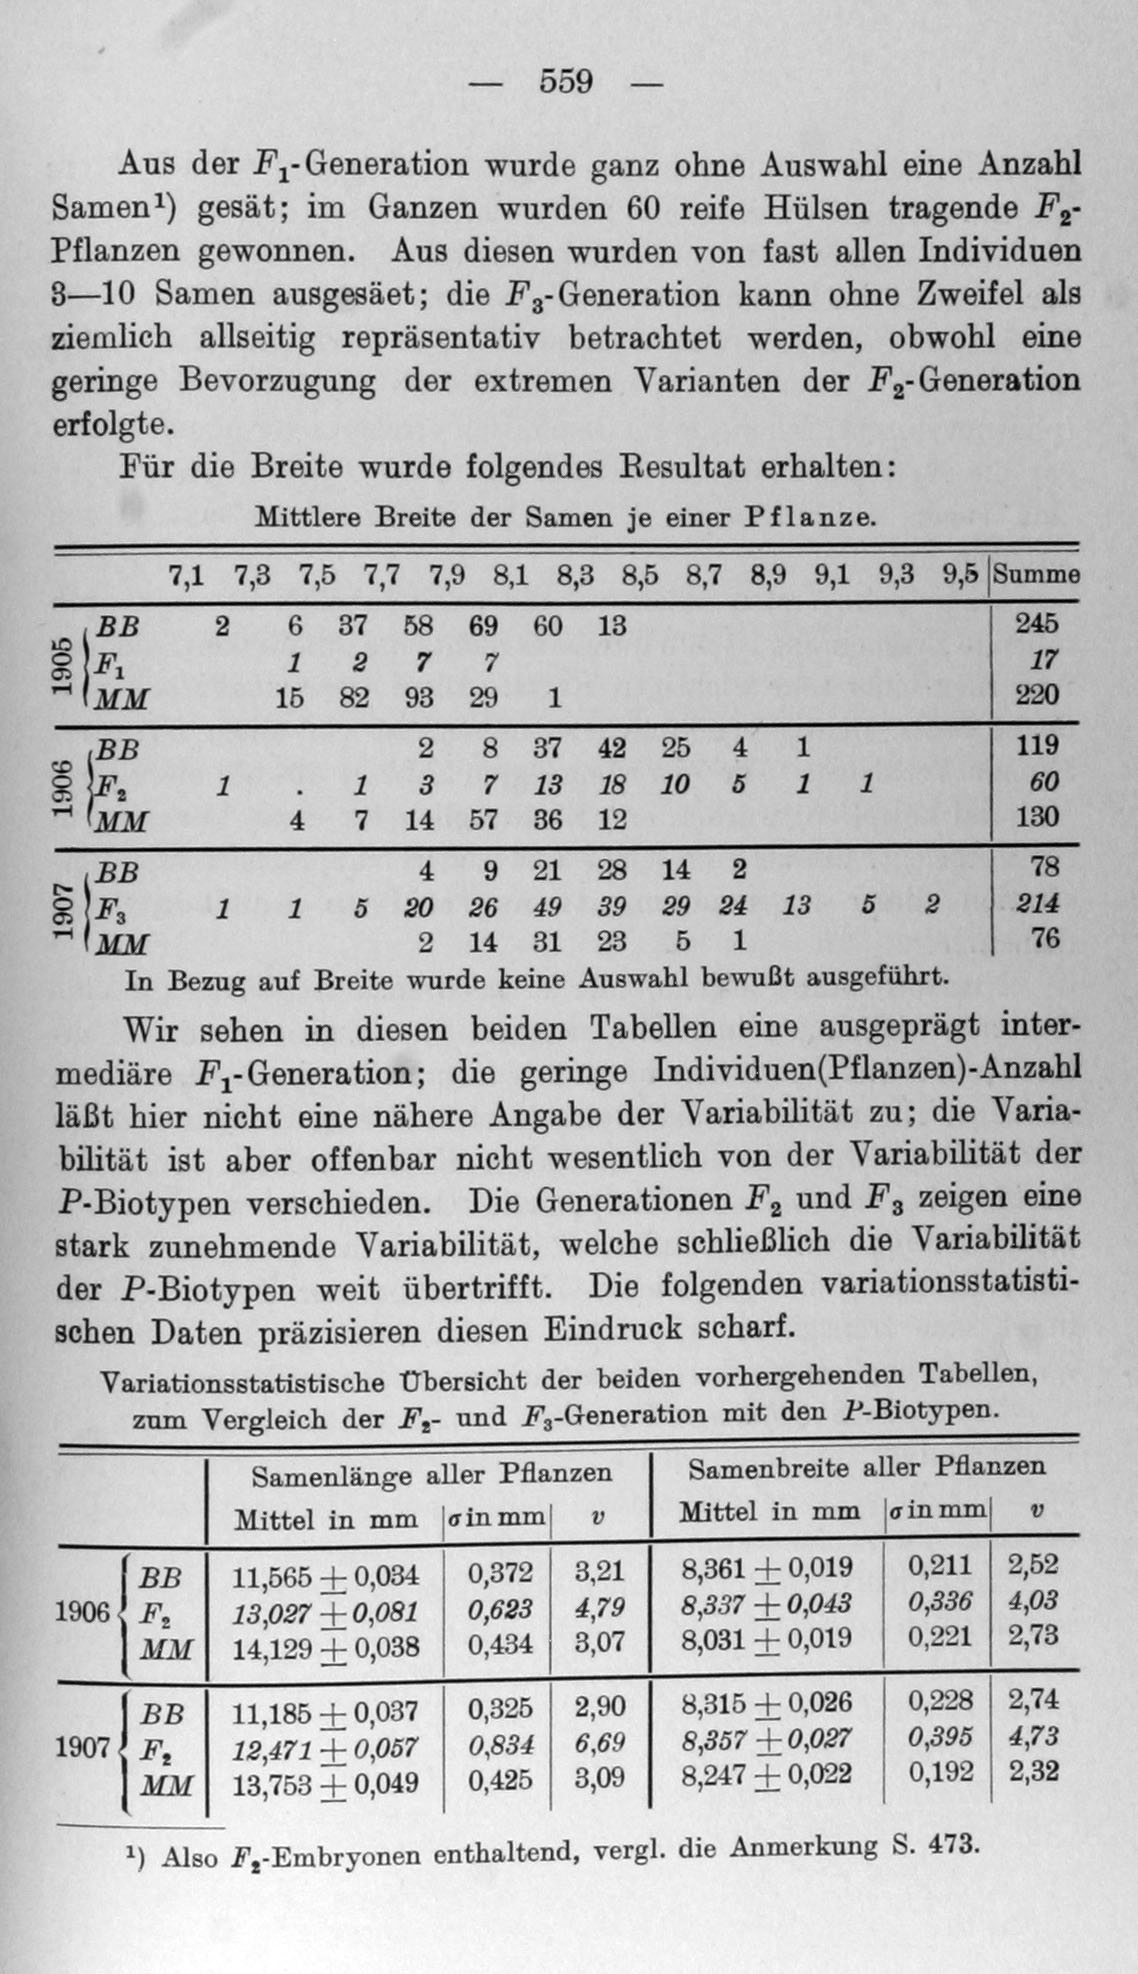 — 559 —
Aus der F₁-Generation wurde ganz ohne Auswahl eine Anzahl
Samen¹) gesät; im Ganzen wurden 60 reife Hülsen tragende F₂-
Pflanzen gewonnen. Aus diesen wurden von fast allen Individuen
3—10 Samen ausgesäet; die F₃-Generation kann ohne Zweifel als
ziemlich allseitig repräsentativ betrachtet werden, obwohl eine
geringe Bevorzugung der extremen Varianten der F₂-Generation
erfolgte.
Für die Breite wurde folgendes Resultat erhalten:
Mittlere Breite der Samen je einer Pflanze.
7,1 7,3 7,5 7,7 7,9 8,1 8,3 8,5 8,7 8,9 9,1 9,3 9,5 Summe
1905
BB 2 6 37 58 69 60 13 245
F₁ 1 2 7 7 17
MM 15 82 93 29 1 220
1906
BB 2 8 37 42 25 4 1 119
F₂ 1 . 1 3 7 13 18 10 5 1 1 60
MM 4 7 14 57 36 12 130
1907
BB 4 9 21 28 14 2 78
F₃ 1 1 5 20 26 49 39 29 24 13 5 2 214
MM 2 14 31 23 5 1 76
In Bezug auf Breite wurde keine Auswahl bewußt ausgeführt.
Wir sehen in diesen beiden Tabellen eine ausgeprägt inter-
mediäre F₁-Generation; die geringe Individuen(Pflanzen)-Anzahl
läßt hier nicht eine nähere Angabe der Variabilität zu; die Varia-
bilität ist aber offenbar nicht wesentlich von der Variabilität der
P-Biotypen verschieden. Die Generationen F₂ und F₃ zeigen eine
stark zunehmende Variabilität, welche schließlich die Variabilität
der P-Biotypen weit übertrifft. Die folgenden variationsstatisti-
schen Daten präzisieren diesen Eindruck scharf.
Variationsstatistische Übersicht der beiden vorhergehenden Tabellen,
zum Vergleich der F₂- und F₃-Generation mit den P-Biotypen.
Samenlänge aller Pflanzen Samenbreite aller Pflanzen
Mittel in mm σ in mm v Mittel in mm σ in mm v
BB 11,565 ± 0,034 0,372 3,21 8,361 ± 0,019 0,211 2,52
1906 F₂ 13,027 ± 0,081 0,623 4,79 8,337 ± 0,043 0,336 4,03
MM 14,129 ± 0,038 0,434 3,07 8,031 ± 0,019 0,221 2,73
BB 11,185 ± 0,037 0,325 2,90 8,315 ± 0,026 0,228 2,74
1907 F₂ 12,471 ± 0,057 0,834 6,69 8,357 ± 0,027 0,395 4,73
MM 13,753 ± 0,049 0,425 3,09 8,247 ± 0,022 0,192 2,32
¹) Also F₂-Embryonen enthaltend, vergl. die Anmerkung S. 473.